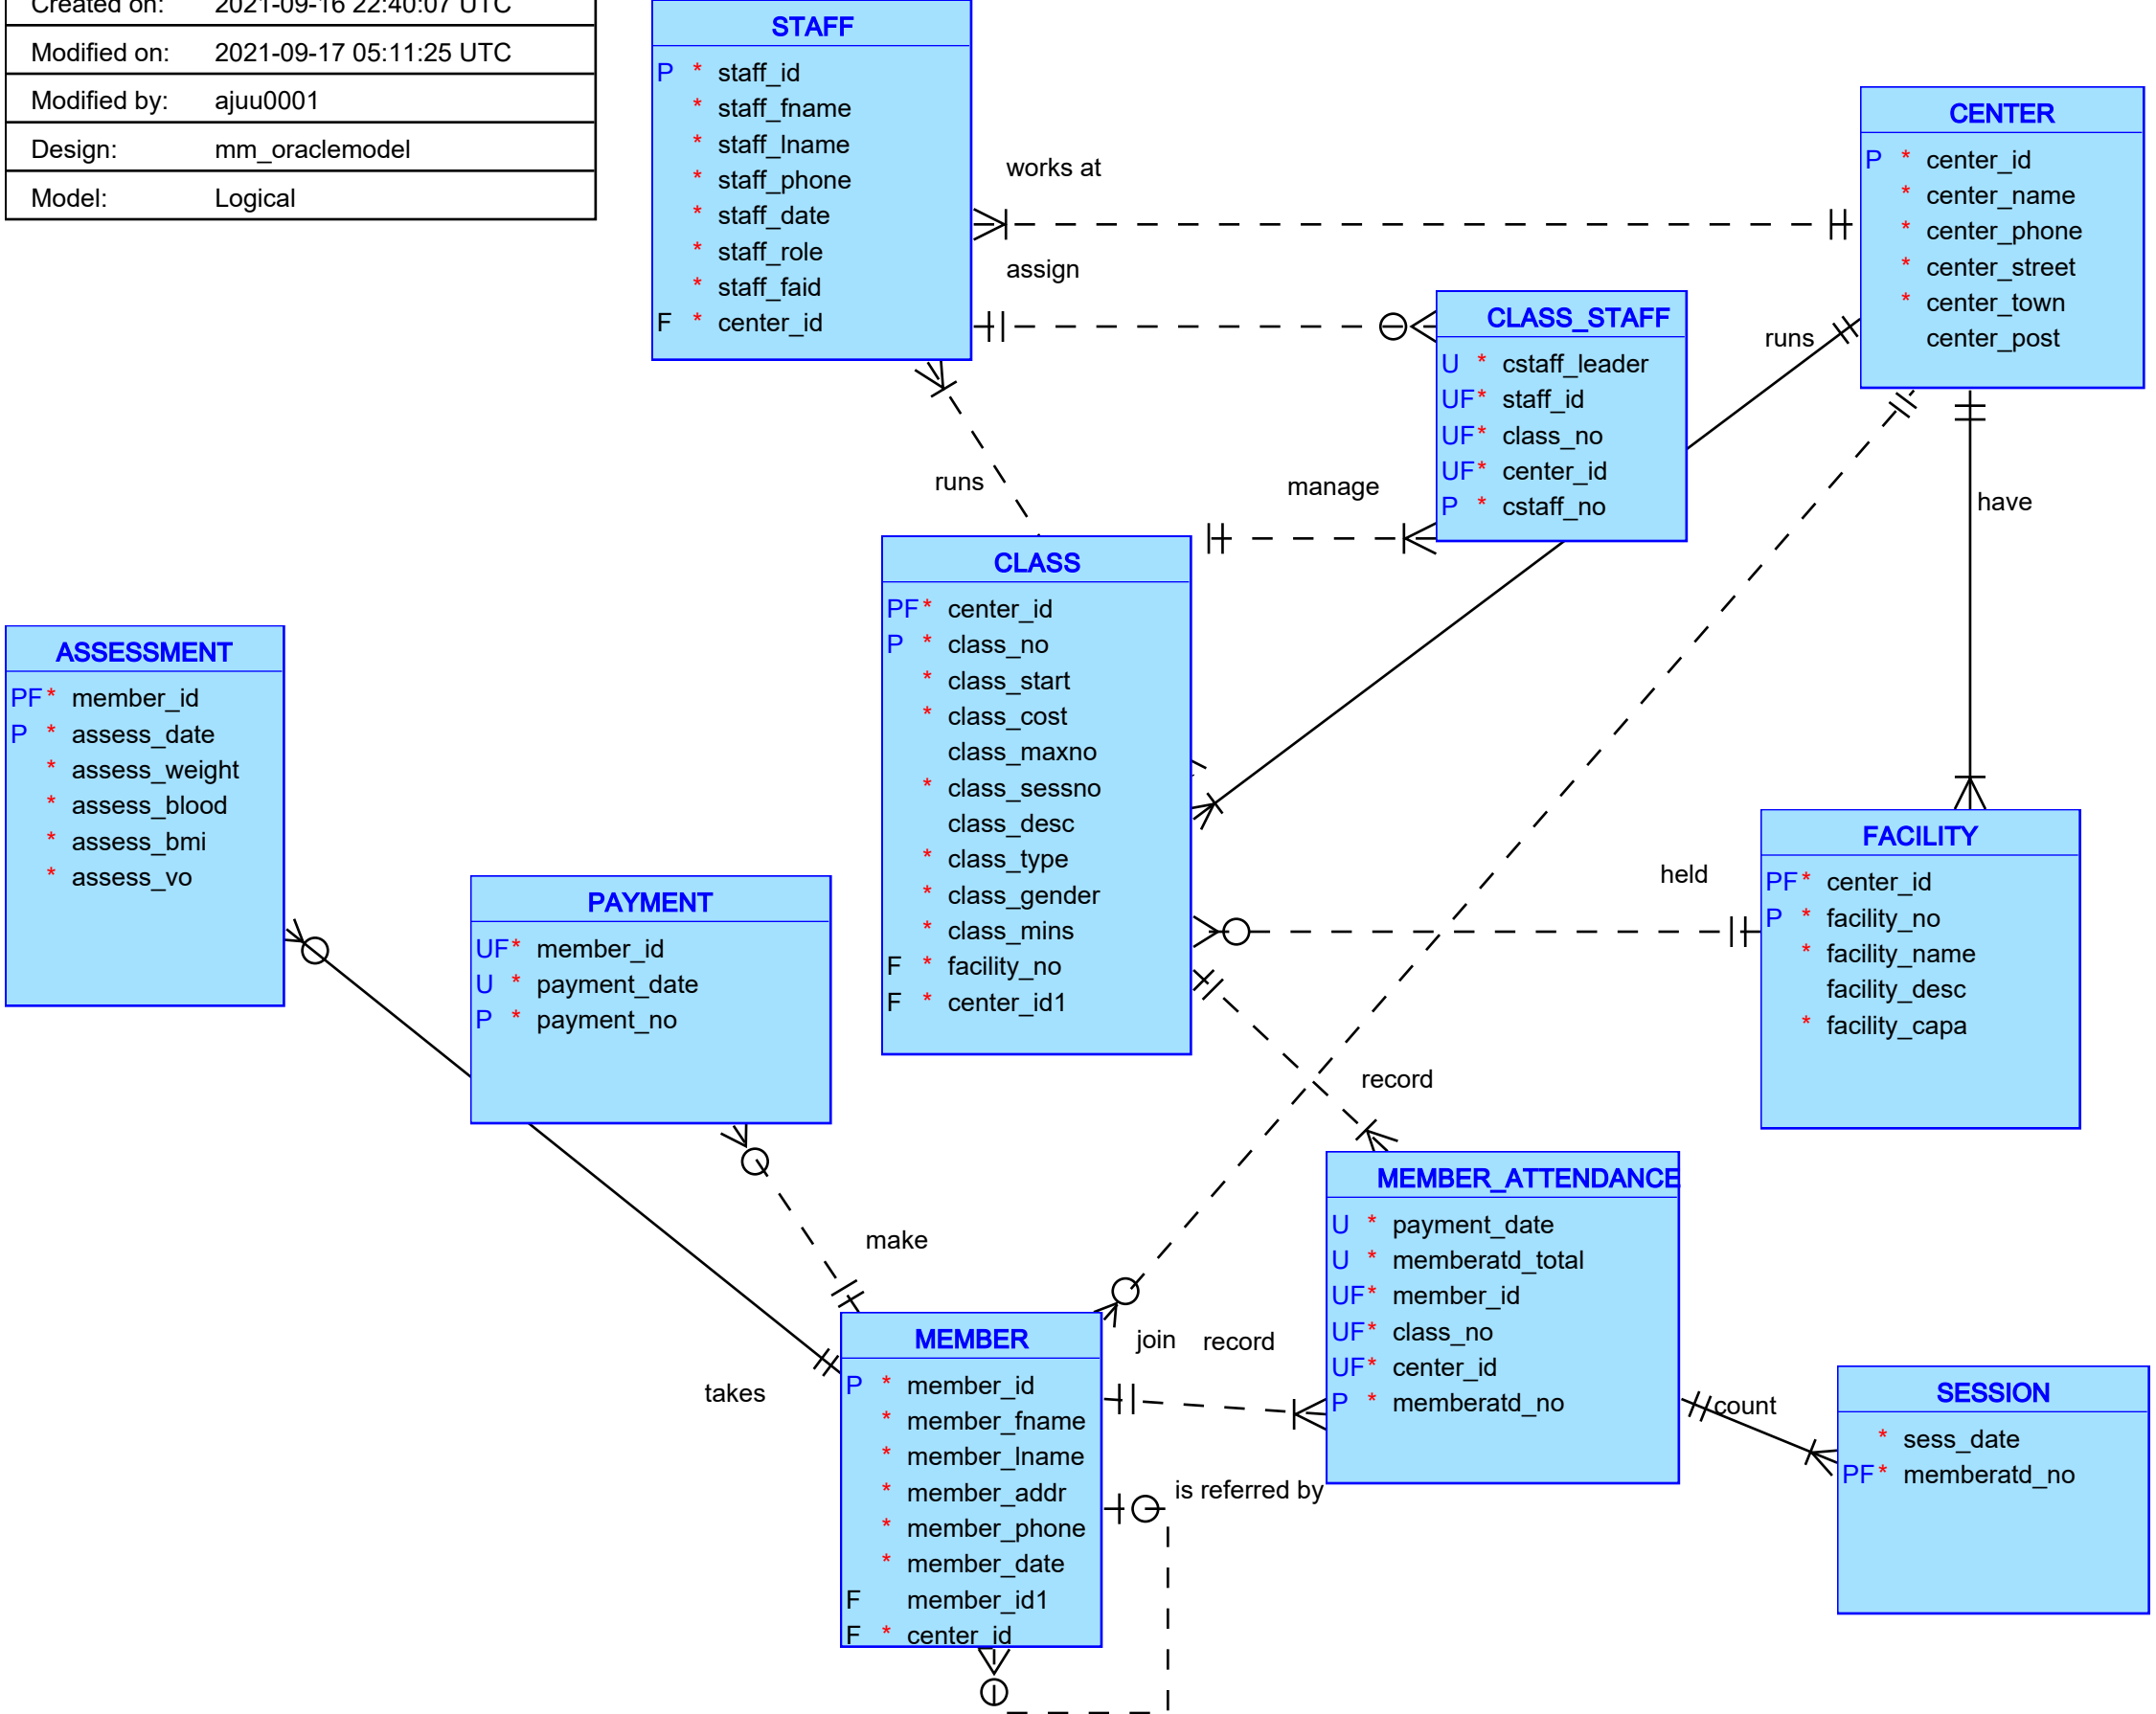 Created on: 2021-09-16 22:40:07 UTC
Modified on: 2021-09-17 05:11:25 UTC
Modified by: ajuu0001
Design: mm_oraclemodel
Model: Logical
STAFF
P * staff_id
* staff_fname
* staff_lname
* staff_phone
* staff_date
* staff_role
* staff_faid
F * center_id
works at
assign
runs
CENTER
P * center_id
* center_name
* center_phone
* center_street
* center_town
center_post
CLASS_STAFF
U * cstaff_leader
UF* staff_id
UF* class_no
UF* center_id
P * cstaff_no
runs
manage
have
CLASS
PF* center_id
P * class_no
* class_start
* class_cost
class_maxno
* class_sessno
class_desc
* class_type
* class_gender
* class_mins
F * facility_no
F * center_id1
ASSESSMENT
PF* member_id
P * assess_date
* assess_weight
* assess_blood
* assess_bmi
* assess_vo
PAYMENT
UF* member_id
U * payment_date
P * payment_no
held
FACILITY
PF* center_id
P * facility_no
* facility_name
facility_desc
* facility_capa
record
make
takes
join
record
MEMBER_ATTENDANCE
U * payment_date
U * memberatd_total
UF* member_id
UF* class_no
UF* center_id
P * memberatd_no
MEMBER
P * member_id
* member_fname
* member_lname
* member_addr
* member_phone
* member_date
F member_id1
F * center_id
is referred by
count
SESSION
* sess_date
PF* memberatd_no